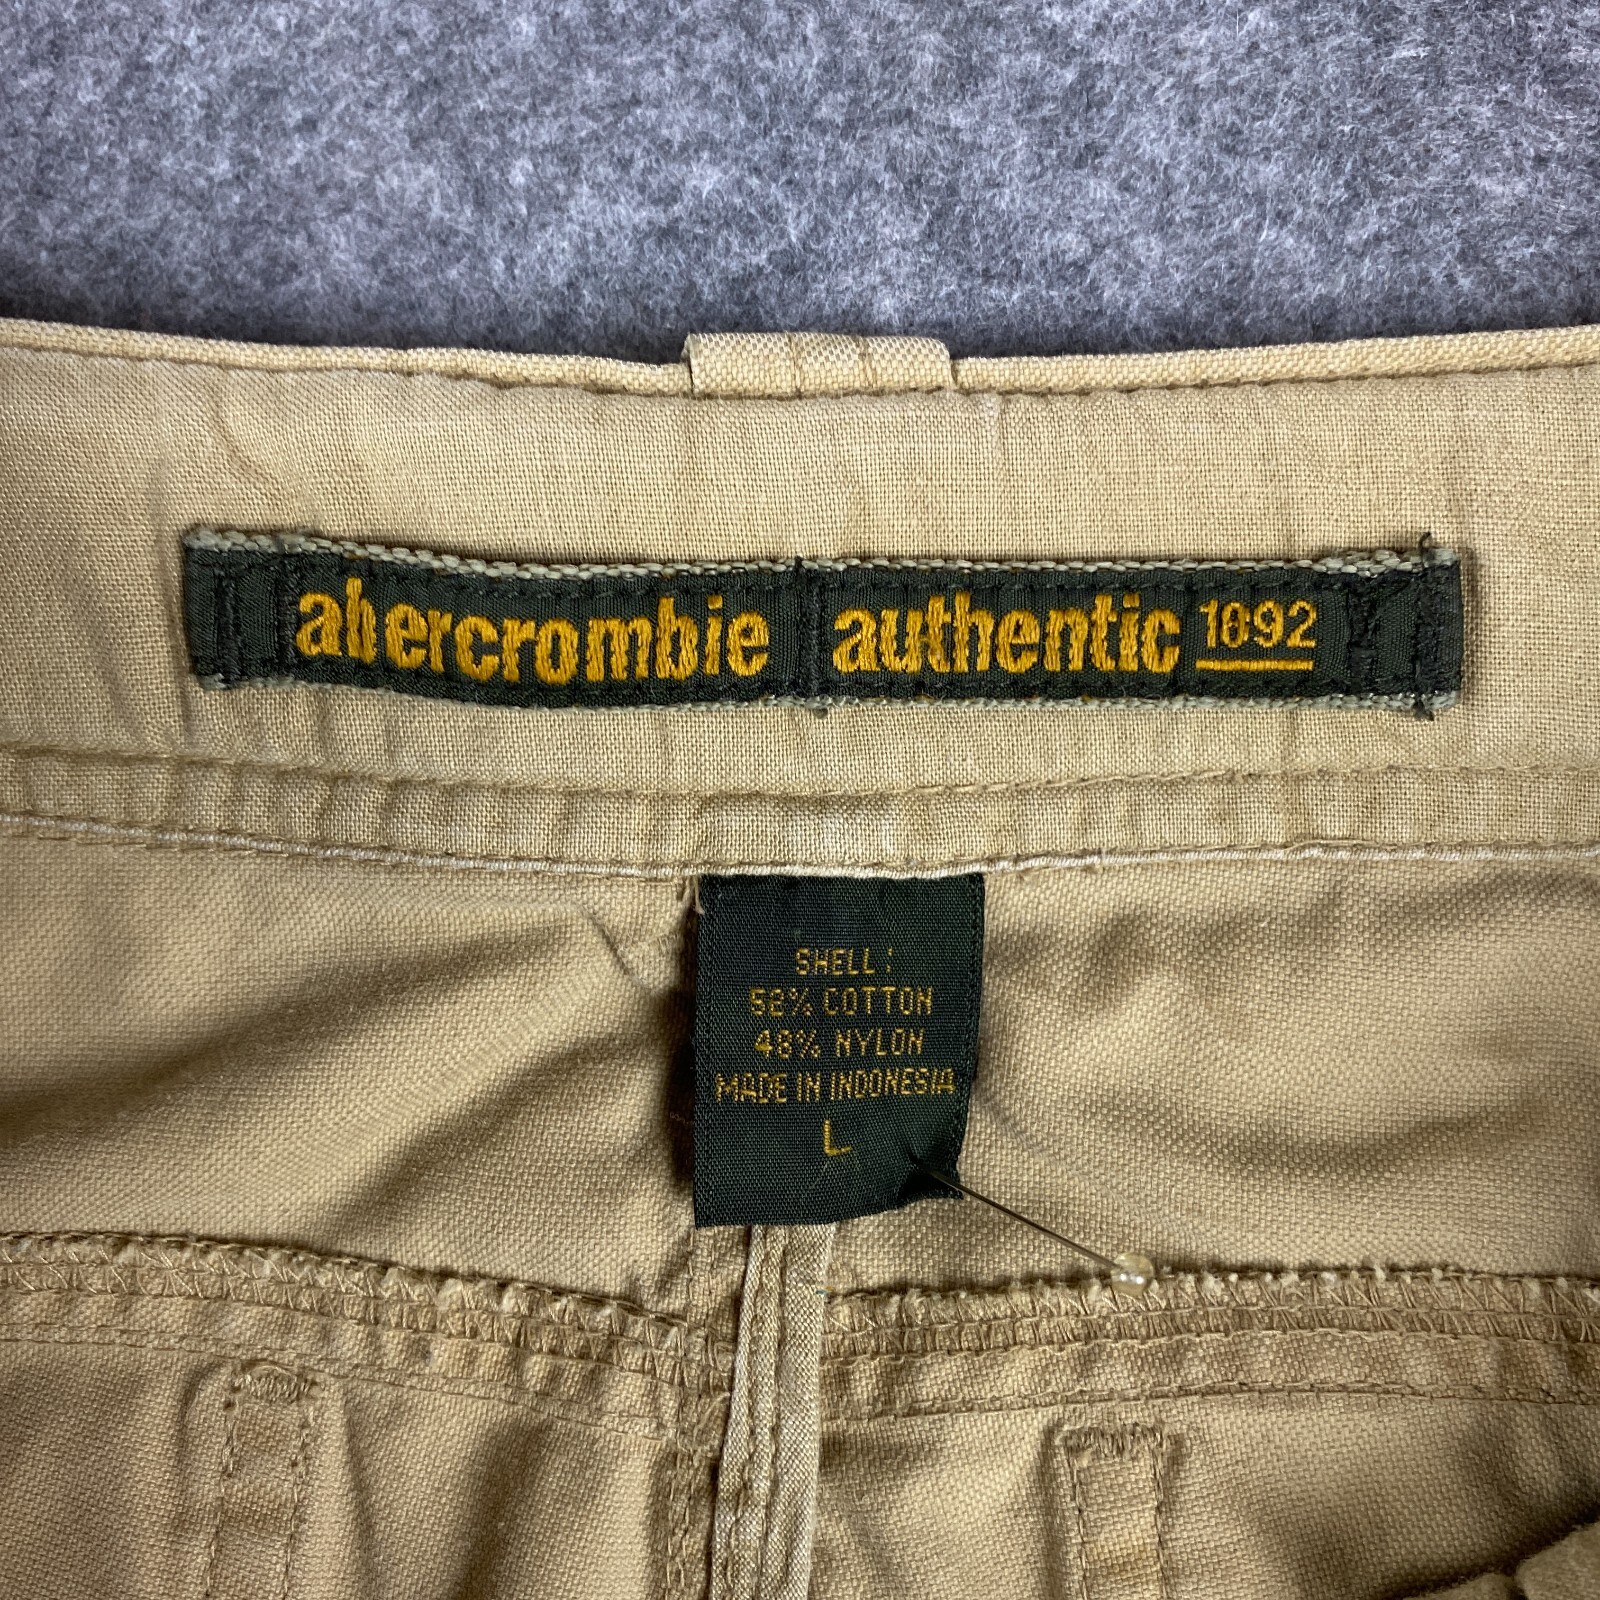 abercrombie authentic 1892
SHELL:
52% COTTON
48% NYLON
MADE IN INDONESIA
L